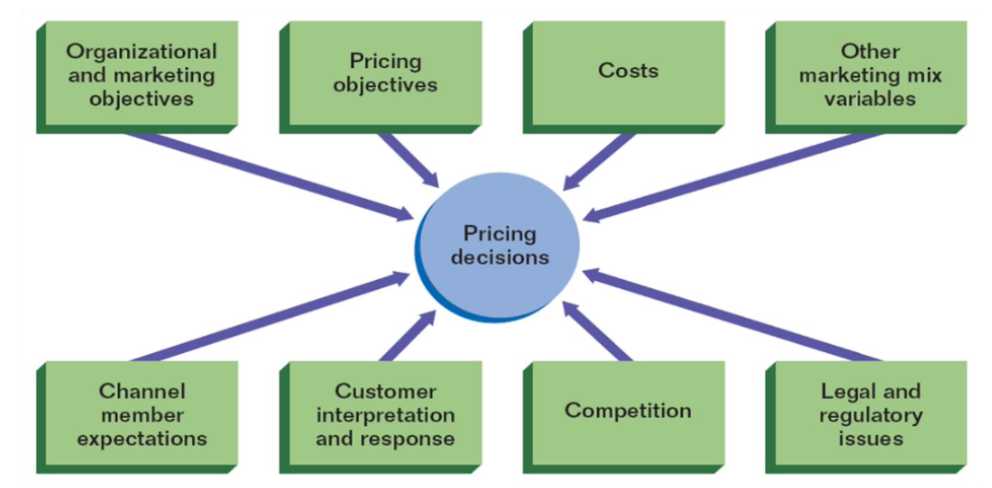 Organizational
and marketing
objectives
Pricing
objectives
Costs
Other
marketing mix
variables
Pricing
decisions
Channel
member
expectations
Customer
interpretation
and response
Competition
Legal and
regulatory
issues